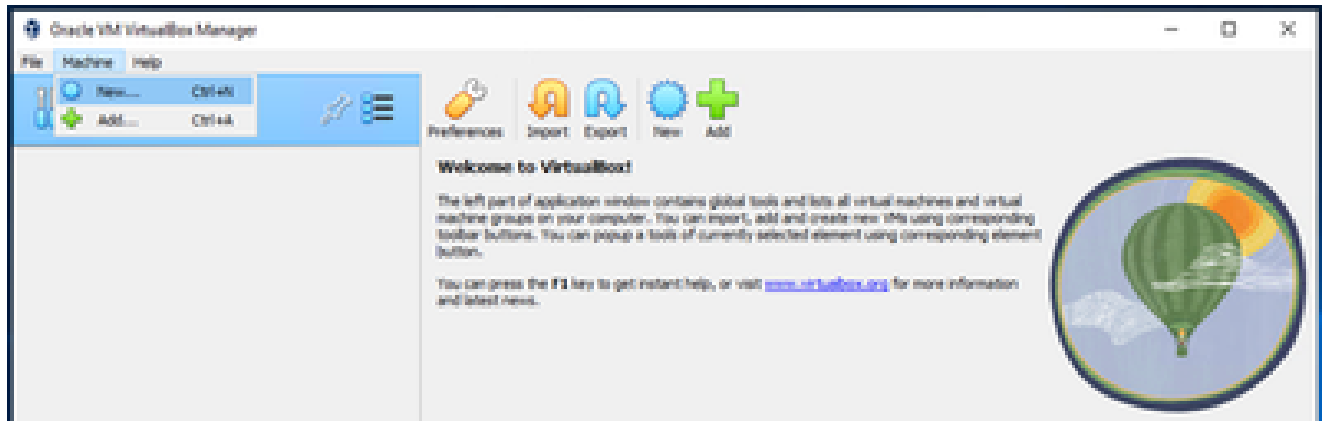 Oracle VM VirtualBox Manager
File Machine Help
New... Ctrl+N
Add... Ctrl+A
Preferences Import Export New Add
Welcome to VirtualBox!
The left part of application window contains global tools and lists all virtual machines and virtual
machine groups on your computer. You can import, add and create new VMs using corresponding
toolbar buttons. You can popup a tools of currently selected element using corresponding element
button.
You can press the F1 key to get instant help, or visit www.virtualbox.org for more information
and latest news.